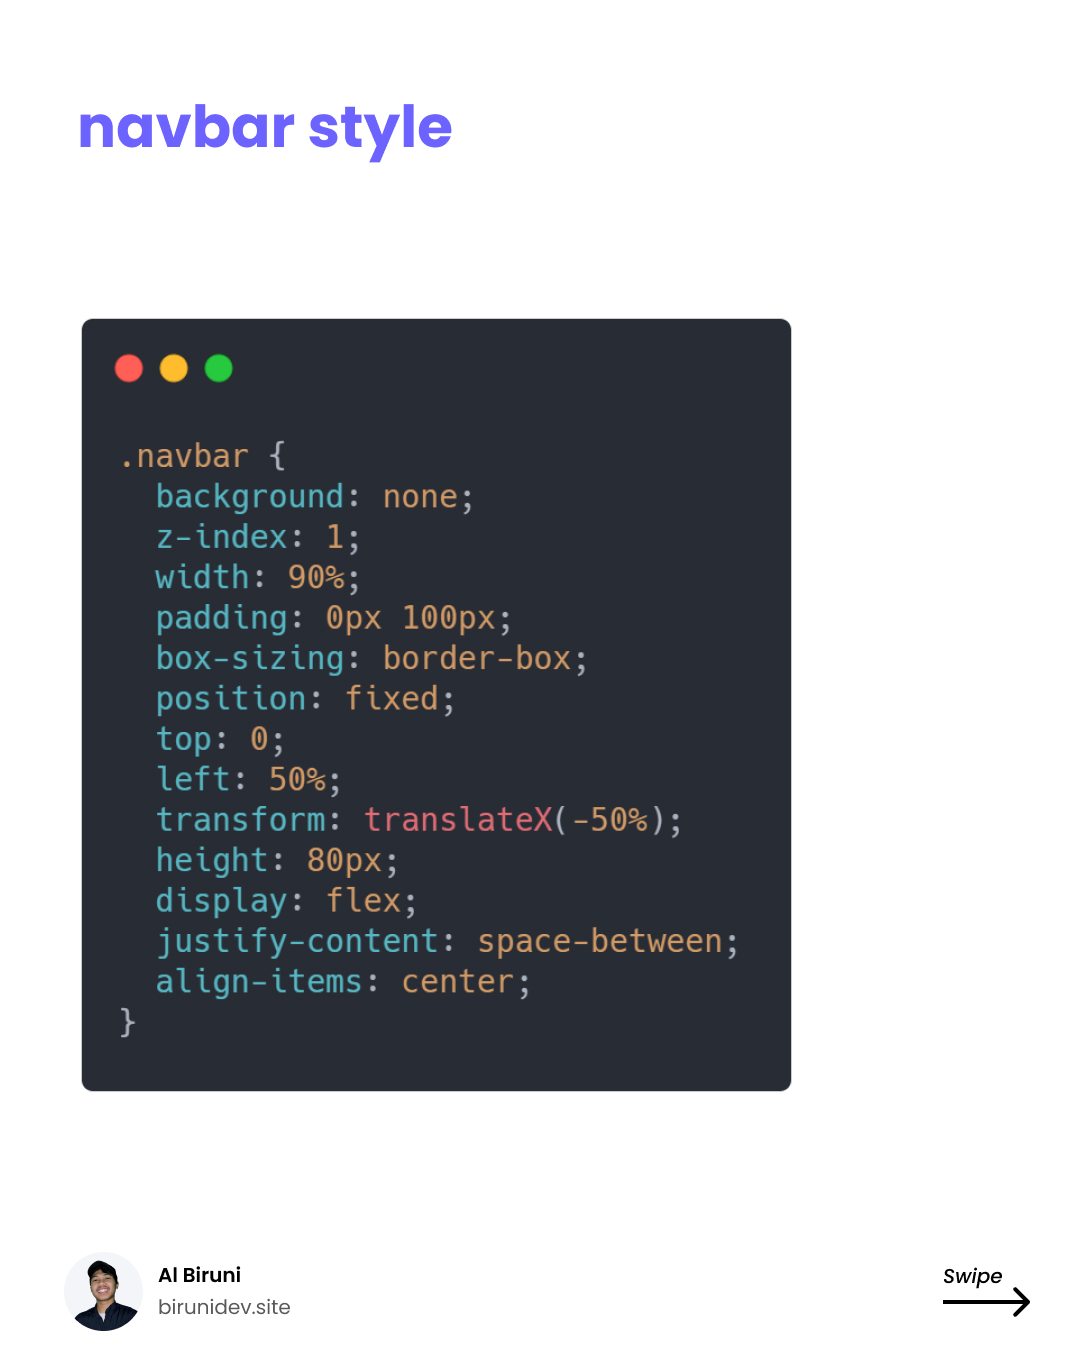 navbar style
.navbar {
  background: none;
  z-index: 1;
  width: 90%;
  padding: 0px 100px;
  box-sizing: border-box;
  position: fixed;
  top: 0;
  left: 50%;
  transform: translateX(-50%);
  height: 80px;
  display: flex;
  justify-content: space-between;
  align-items: center;
}
Al Biruni
birunidev.site
Swipe